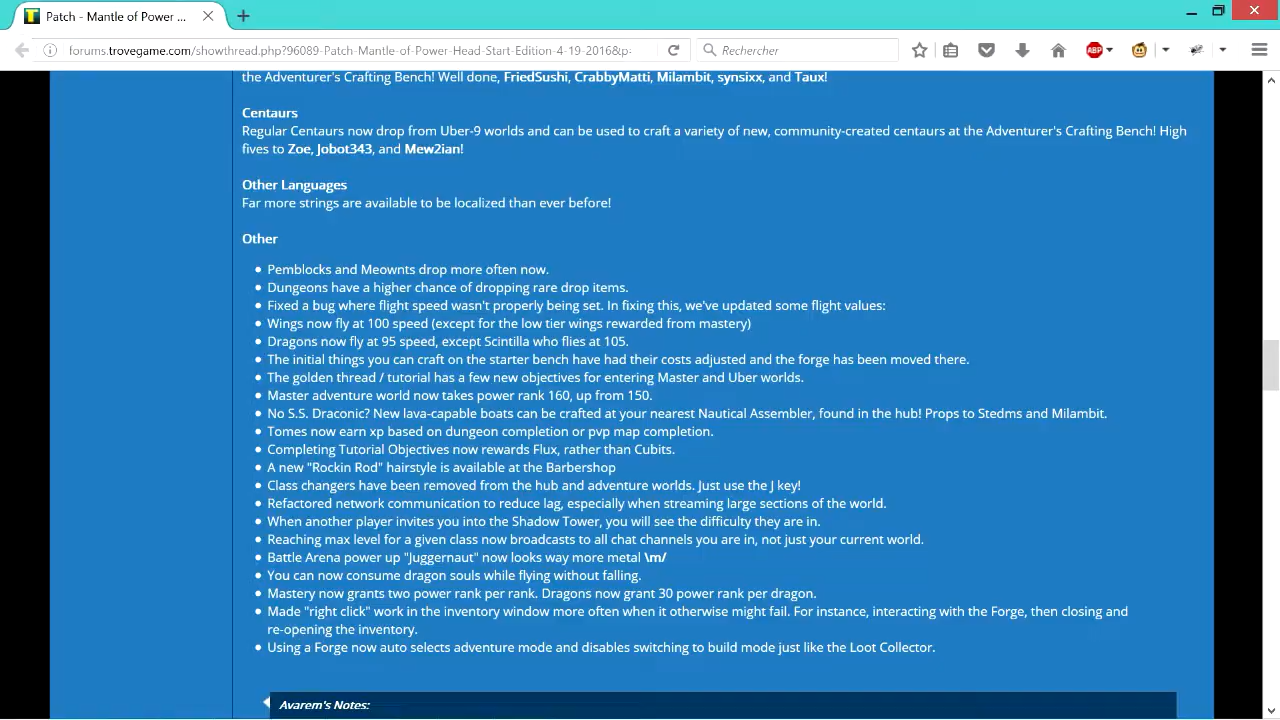 Patch - Mantle of Power ...
forums.trovegame.com/showthread.php?96089-Patch-Mantle-of-Power-Head-Start-Edition-4-19-2016&p=
Rechercher
ABP
the Adventurer's Crafting Bench! Well done, FriedSushi, CrabbyMatti, Milambit, synsixx, and Taux!
Centaurs
Regular Centaurs now drop from Uber-9 worlds and can be used to craft a variety of new, community-created centaurs at the Adventurer's Crafting Bench! High
fives to Zoe, Jobot343, and Mew2ian!
Other Languages
Far more strings are available to be localized than ever before!
Other
Pemblocks and Meownts drop more often now.
Dungeons have a higher chance of dropping rare drop items.
Fixed a bug where flight speed wasn't properly being set. In fixing this, we've updated some flight values:
Wings now fly at 100 speed (except for the low tier wings rewarded from mastery)
Dragons now fly at 95 speed, except Scintilla who flies at 105.
The initial things you can craft on the starter bench have had their costs adjusted and the forge has been moved there.
The golden thread / tutorial has a few new objectives for entering Master and Uber worlds.
Master adventure world now takes power rank 160, up from 150.
No S.S. Draconic? New lava-capable boats can be crafted at your nearest Nautical Assembler, found in the hub! Props to Stedms and Milambit.
Tomes now earn xp based on dungeon completion or pvp map completion.
Completing Tutorial Objectives now rewards Flux, rather than Cubits.
A new "Rockin Rod" hairstyle is available at the Barbershop
Class changers have been removed from the hub and adventure worlds. Just use the J key!
Refactored network communication to reduce lag, especially when streaming large sections of the world.
When another player invites you into the Shadow Tower, you will see the difficulty they are in.
Reaching max level for a given class now broadcasts to all chat channels you are in, not just your current world.
Battle Arena power up "Juggernaut" now looks way more metal \m/
You can now consume dragon souls while flying without falling.
Mastery now grants two power rank per rank. Dragons now grant 30 power rank per dragon.
Made "right click" work in the inventory window more often when it otherwise might fail. For instance, interacting with the Forge, then closing and
re-opening the inventory.
Using a Forge now auto selects adventure mode and disables switching to build mode just like the Loot Collector.
Avarem's Notes: